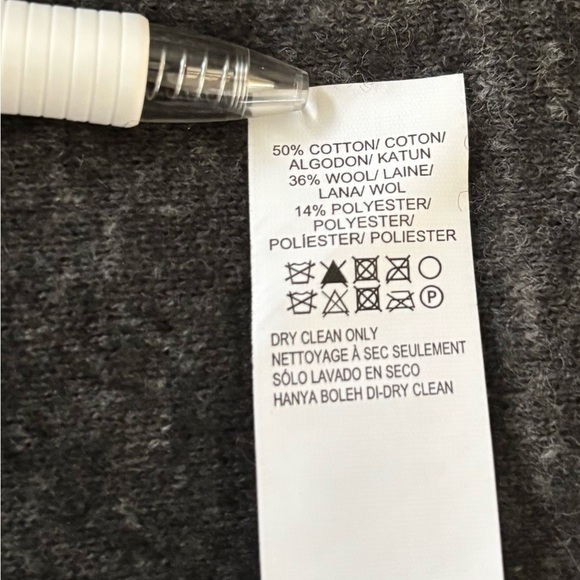 50% COTTON/ COTON/
ALGODON/ KATUN
36% WOOL/ LAINE/
LANA/ WOL
14% POLYESTER/
POLYESTER/
POLÍESTER/ POLIESTER
P
DRY CLEAN ONLY
NETTOYAGE À SEC SEULEMENT
SÓLO LAVADO EN SECO
HANYA BOLEH DI-DRY CLEAN